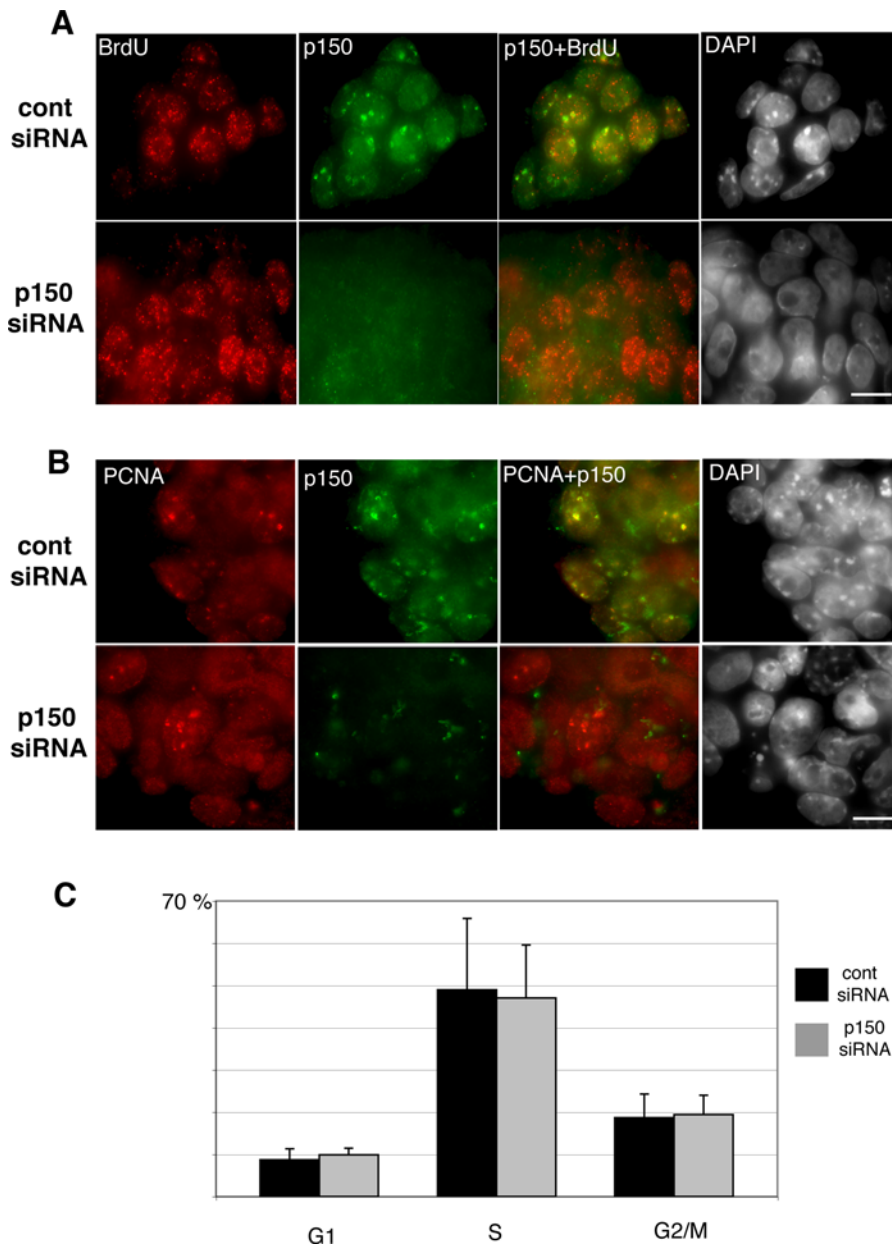 A
BrdU p150 p150+BrdU DAPI
cont
siRNA
p150
siRNA
B
PCNA p150 PCNA+p150 DAPI
cont
siRNA
p150
siRNA
C
70 %
cont
siRNA
p150
siRNA
G1 S G2/M